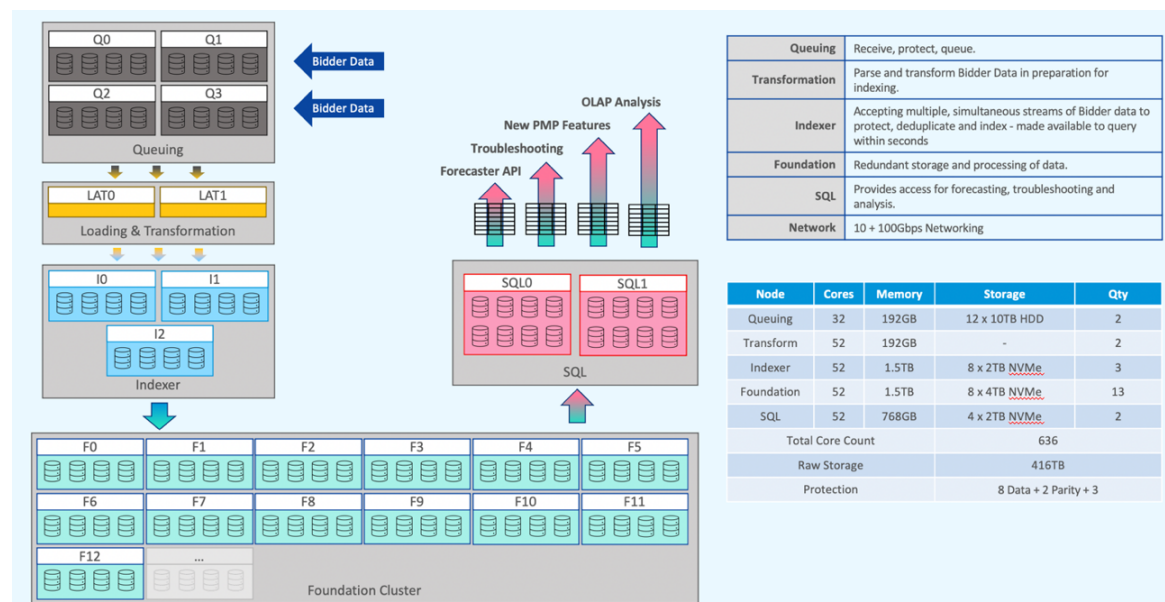 Q0
Q1
Q2
Q3
Queuing
Bidder Data
Bidder Data
LAT0
LAT1
Loading & Transformation
I0
I1
I2
Indexer
OLAP Analysis
New PMP Features
Troubleshooting
Forecaster API
SQL0
SQL1
SQL
F0
F1
F2
F3
F4
F5
F6
F7
F8
F9
F10
F11
F12
...
Foundation Cluster
Queuing Receive, protect, queue.
Transformation Parse and transform Bidder Data in preparation for
indexing.
Indexer Accepting multiple, simultaneous streams of Bidder data to
protect, deduplicate and index - made available to query
within seconds
Foundation Redundant storage and processing of data.
SQL Provides access for forecasting, troubleshooting and
analysis.
Network 10 + 100Gbps Networking
Node Cores Memory Storage Qty
Queuing 32 192GB 12 x 10TB HDD 2
Transform 52 192GB - 2
Indexer 52 1.5TB 8 x 2TB NVMe 3
Foundation 52 1.5TB 8 x 4TB NVMe 13
SQL 52 768GB 4 x 2TB NVMe 2
Total Core Count 636
Raw Storage 416TB
Protection 8 Data + 2 Parity + 3